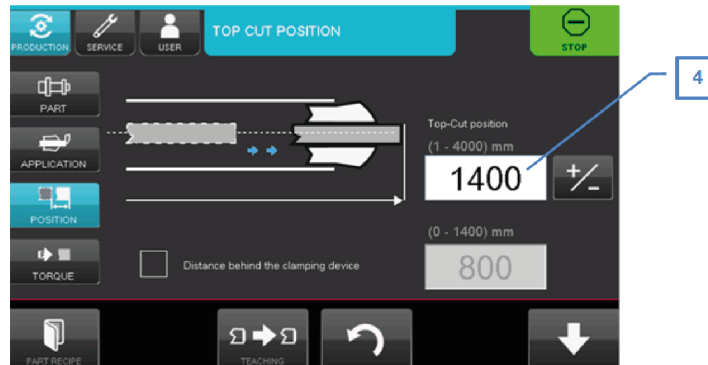 PRODUCTION
SERVICE
USER
TOP CUT POSITION
STOP
4
PART
APPLICATION
POSITION
TORQUE
Top-Cut position
(1 - 4000) mm
1400
+/-
(0 - 1400) mm
800
Distance behind the clamping device
PART RECIPE
TEACHING